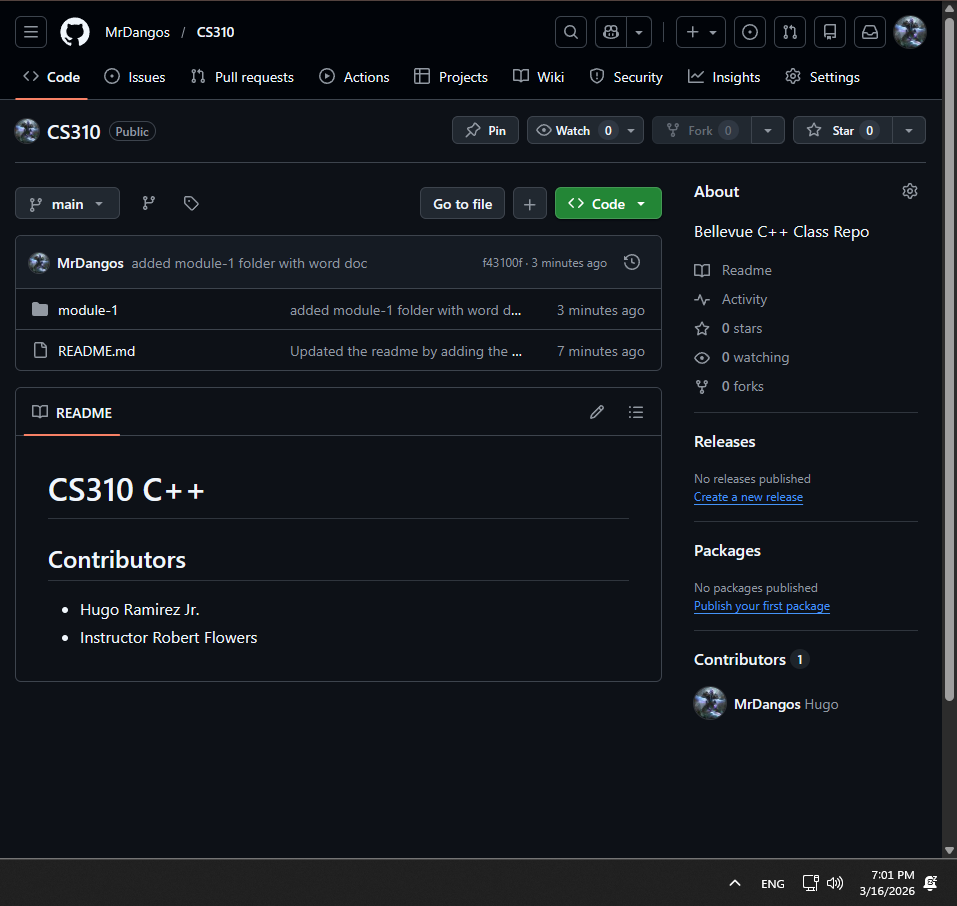 MrDangos / CS310
Code Issues Pull requests Actions Projects Wiki Security Insights Settings
CS310 Public Pin Watch 0 Fork 0 Star 0
main Go to file + Code
MrDangos added module-1 folder with word doc f43100f · 3 minutes ago
module-1 added module-1 folder with word d... 3 minutes ago
README.md Updated the readme by adding the ... 7 minutes ago
README
CS310 C++
Contributors
• Hugo Ramirez Jr.
• Instructor Robert Flowers
About
Bellevue C++ Class Repo
Readme
Activity
0 stars
0 watching
0 forks
Releases
No releases published
Create a new release
Packages
No packages published
Publish your first package
Contributors 1
MrDangos Hugo
ENG
7:01 PM
3/16/2026